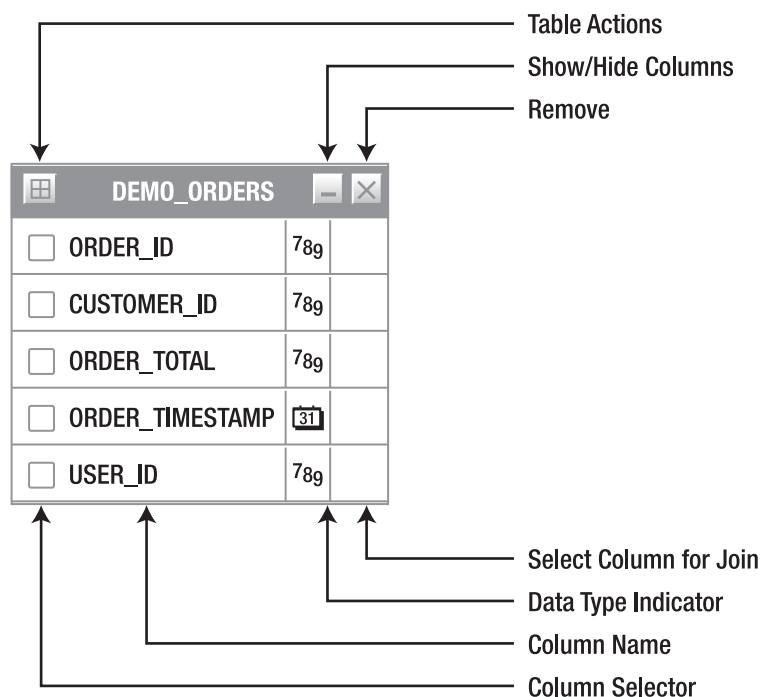 Table Actions
Show/Hide Columns
Remove
DEMO_ORDERS
ORDER_ID 789
CUSTOMER_ID 789
ORDER_TOTAL 789
ORDER_TIMESTAMP 31
USER_ID 789
Select Column for Join
Data Type Indicator
Column Name
Column Selector